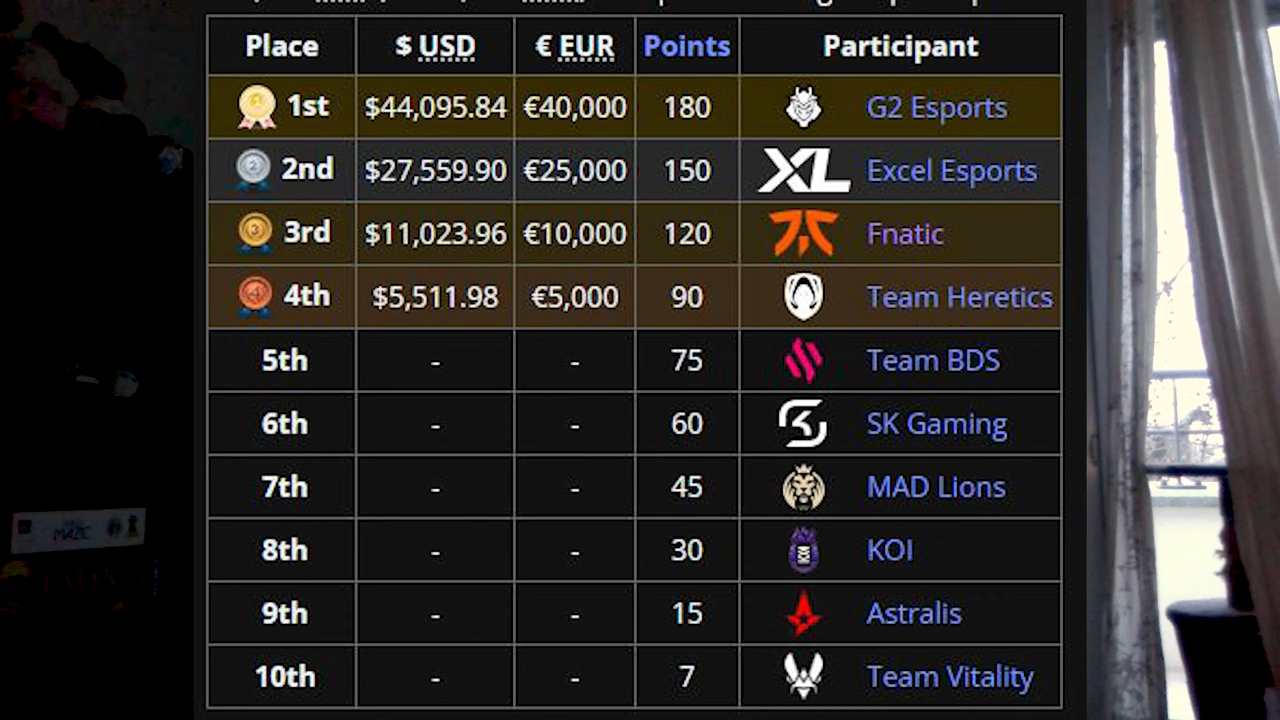 Place $ USD € EUR Points Participant
1st $44,095.84 €40,000 180 G2 Esports
2nd $27,559.90 €25,000 150 XL Excel Esports
3rd $11,023.96 €10,000 120 Fnatic
4th $5,511.98 €5,000 90 Team Heretics
5th - - 75 Team BDS
6th - - 60 SK Gaming
7th - - 45 MAD Lions
8th - - 30 KOI
9th - - 15 Astralis
10th - - 7 Team Vitality
MAZE